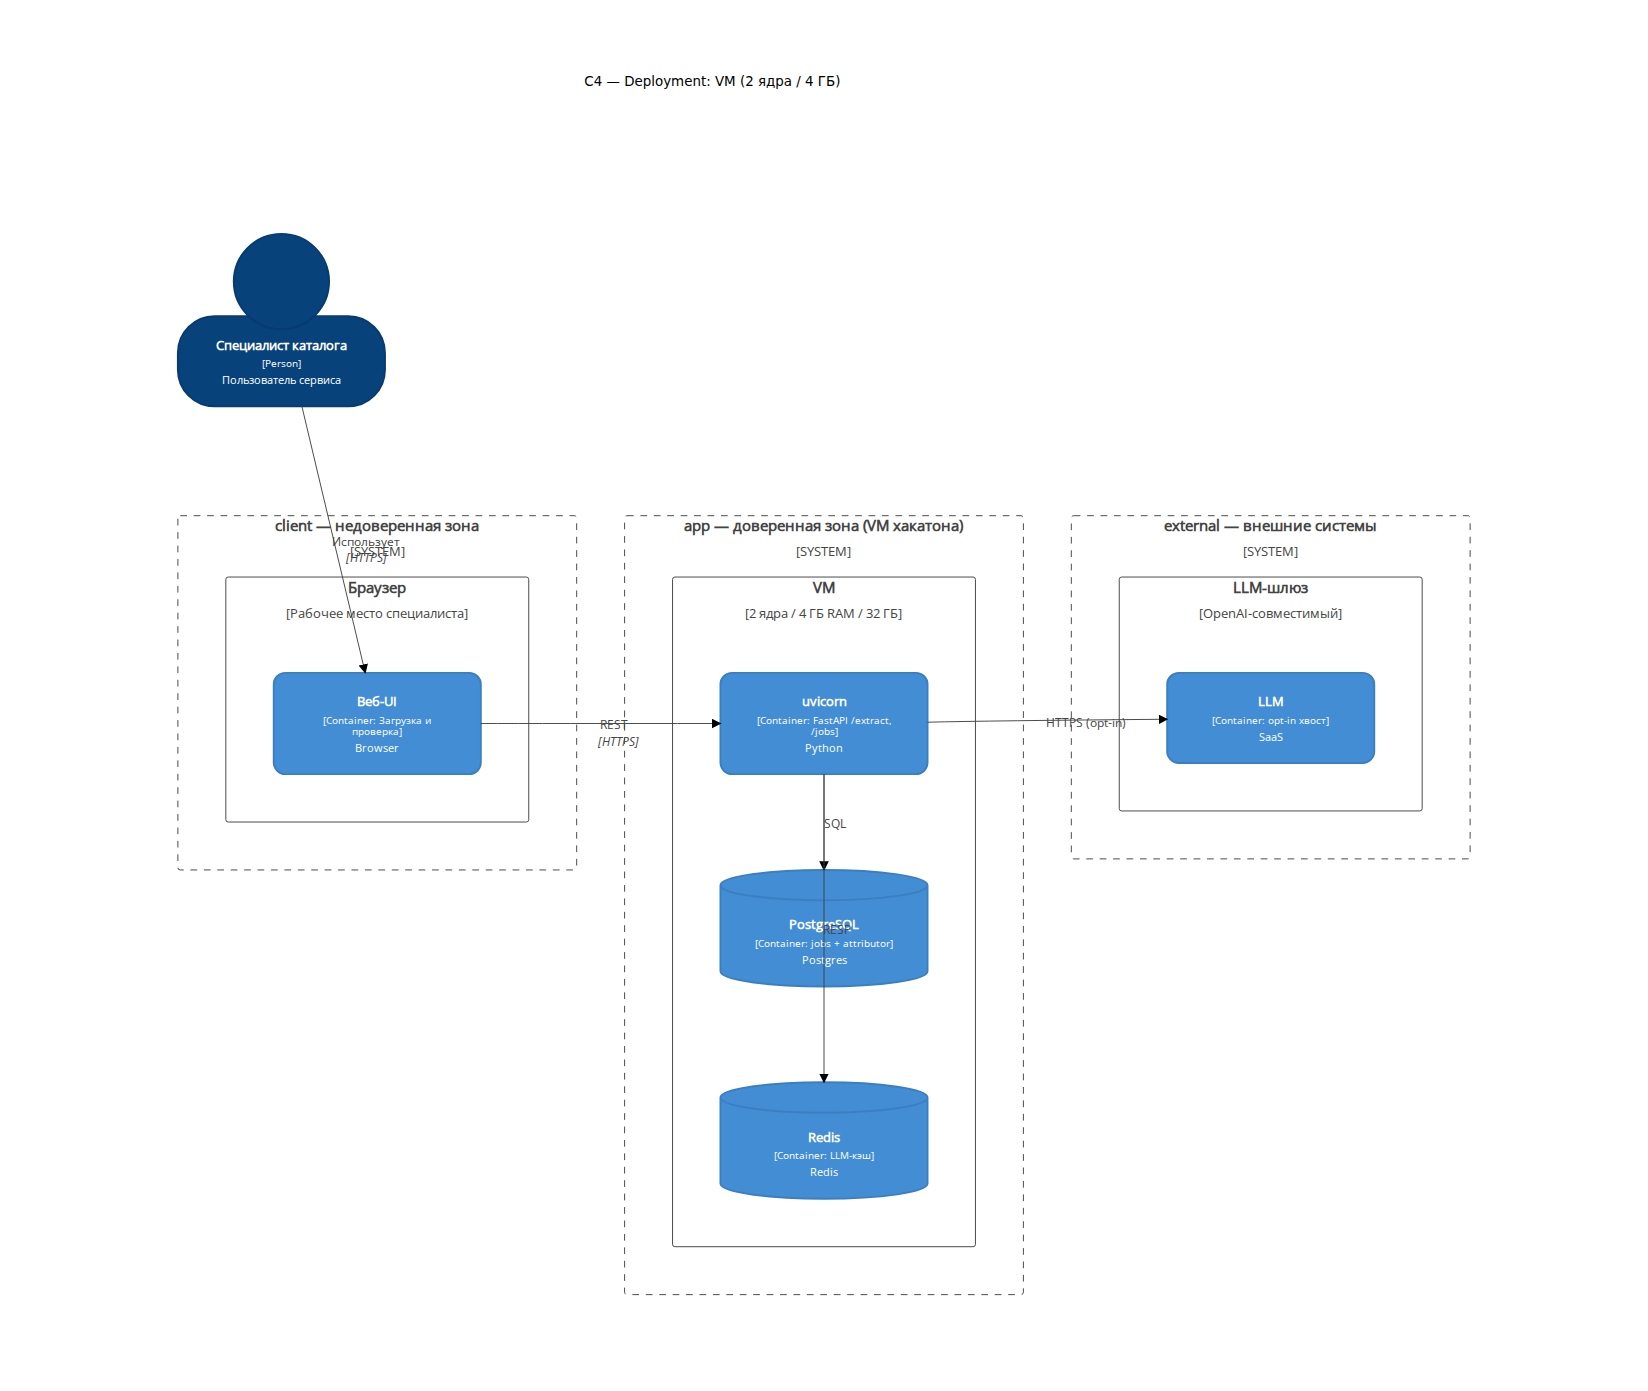 C4 — Deployment: VM (2 ядра / 4 ГБ)
Специалист каталога
[Person]
Пользователь сервиса
client — недоверенная зона
[SYSTEM]
Использует
[HTTPS]
Браузер
[Рабочее место специалиста]
Веб-UI
[Container: Загрузка и
проверка]
Browser
REST
[HTTPS]
app — доверенная зона (VM хакатона)
[SYSTEM]
VM
[2 ядра / 4 ГБ RAM / 32 ГБ]
uvicorn
[Container: FastAPI /extract,
/jobs]
Python
SQL
PostgreSQL
RESP
[Container: jobs + attributor]
Postgres
Redis
[Container: LLM-кэш]
Redis
HTTPS (opt-in)
external — внешние системы
[SYSTEM]
LLM-шлюз
[OpenAI-совместимый]
LLM
[Container: opt-in хвост]
SaaS